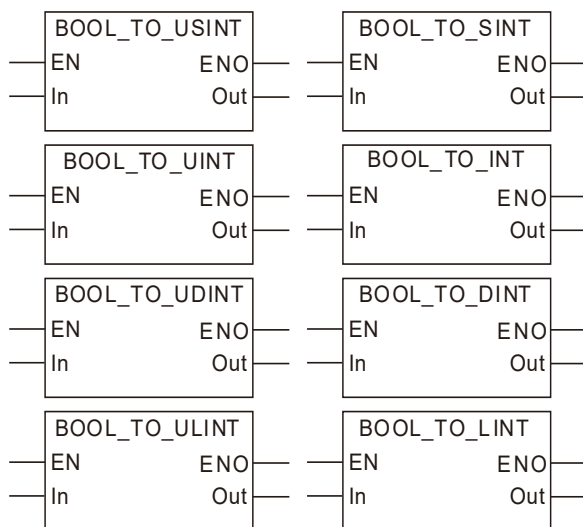 BOOL_TO_USINT
EN ENO
In Out
BOOL_TO_SINT
EN ENO
In Out
BOOL_TO_UINT
EN ENO
In Out
BOOL_TO_INT
EN ENO
In Out
BOOL_TO_UDINT
EN ENO
In Out
BOOL_TO_DINT
EN ENO
In Out
BOOL_TO_ULINT
EN ENO
In Out
BOOL_TO_LINT
EN ENO
In Out